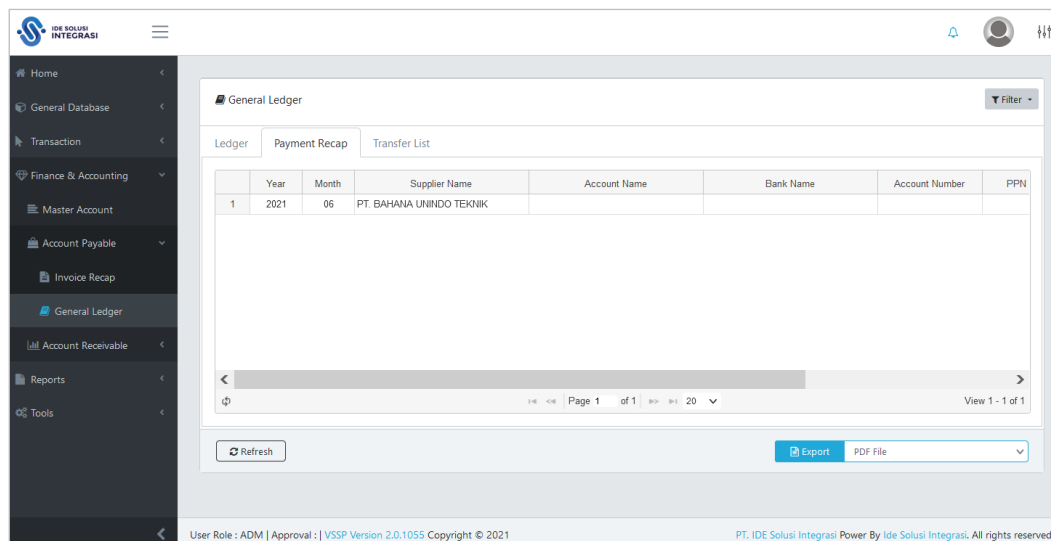 IDE SOLUSI
INTEGRASI
Home
General Database
Transaction
Finance & Accounting
Master Account
Account Payable
Invoice Recap
General Ledger
Account Receivable
Reports
Tools
General Ledger
Filter
Ledger Payment Recap Transfer List
Year Month Supplier Name Account Name Bank Name Account Number PPN
1 2021 06 PT. BAHANA UNINDO TEKNIK
Page 1 of 1 20 View 1 - 1 of 1
Refresh Export PDF File
User Role : ADM | Approval : | VSSP Version 2.0.1055 Copyright © 2021 PT. IDE Solusi Integrasi Power By Ide Solusi Integrasi. All rights reserved